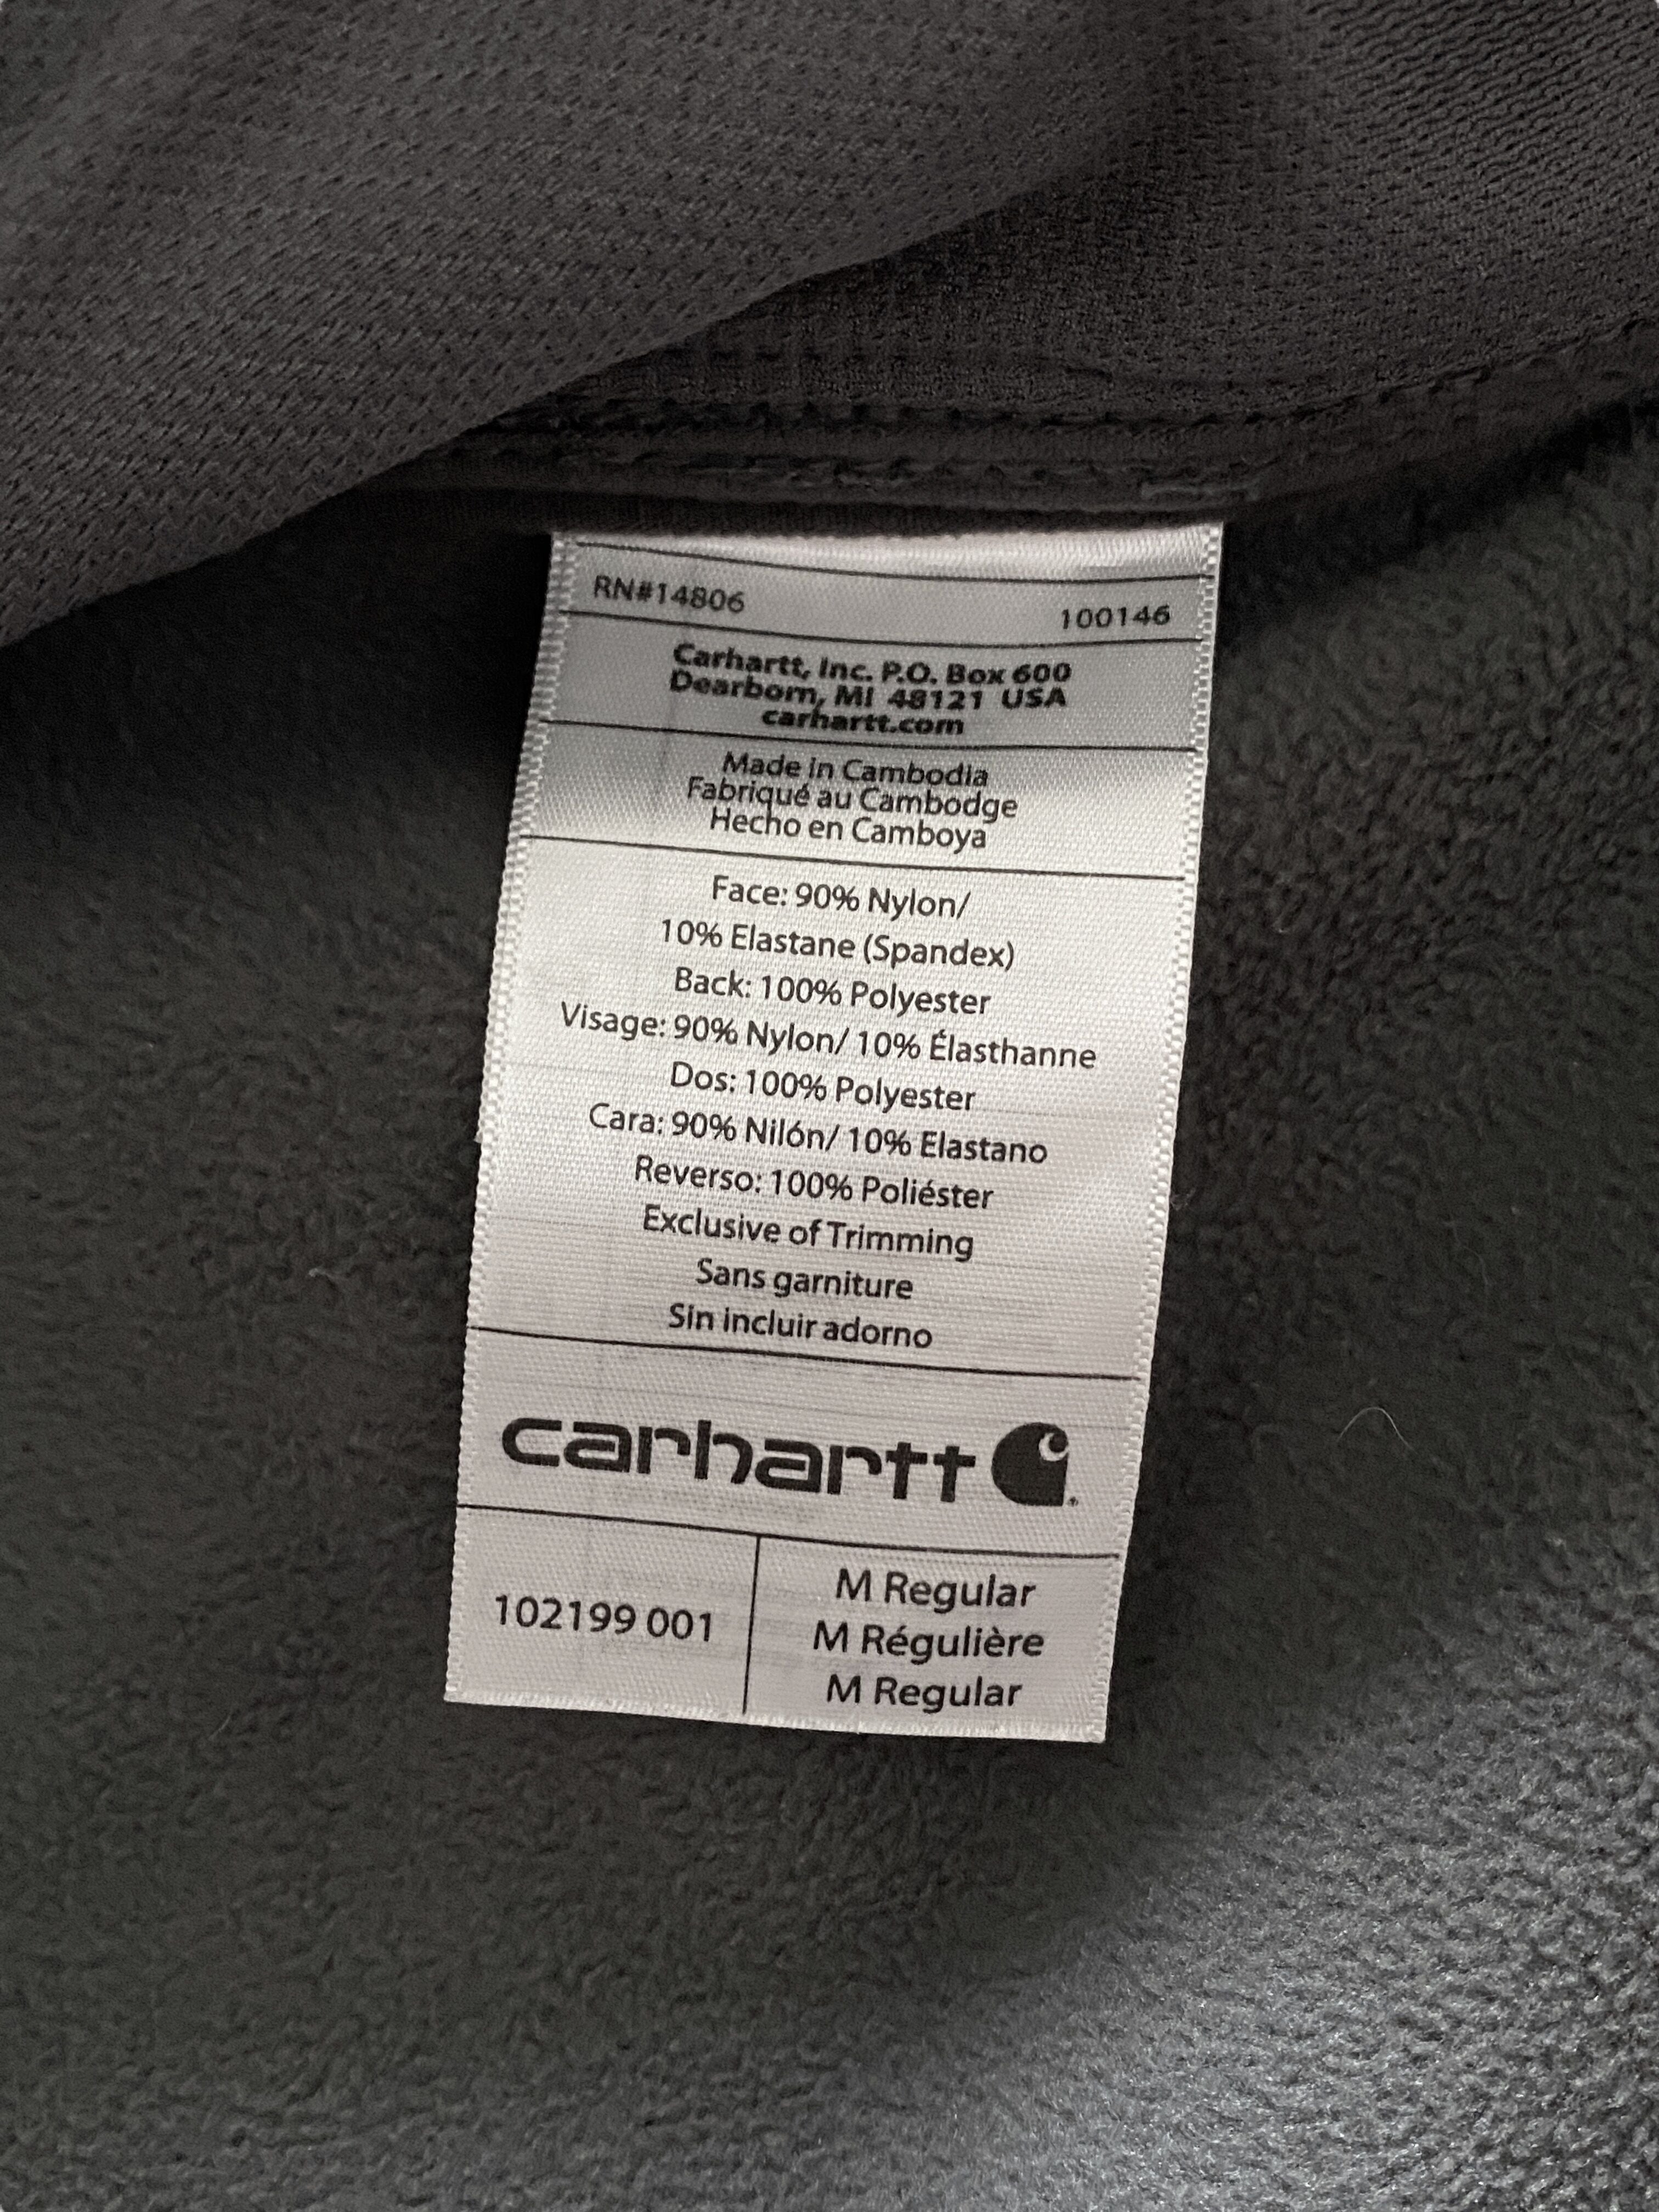 RN#14806 100146
Carhartt, Inc. P.O. Box 600
Dearborn, MI 48121 USA
carhartt.com
Made in Cambodia
Fabriqué au Cambodge
Hecho en Camboya
Face: 90% Nylon/
10% Elastane (Spandex)
Back: 100% Polyester
Visage: 90% Nylon/ 10% Élasthanne
Dos: 100% Polyester
Cara: 90% Nilón/ 10% Elastano
Reverso: 100% Poliéster
Exclusive of Trimming
Sans garniture
Sin incluir adorno
carhartt
102199 001
M Regular
M Régulière
M Regular